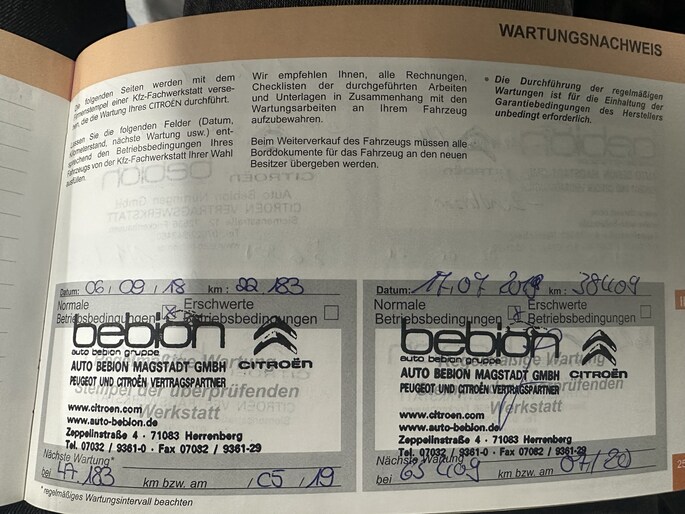 WARTUNGSNACHWEIS
folgenden Seiten werden mit dem
Firmenstempel einer Kfz-Fachwerkstatt verse-
die die Wartung Ihres CITROËN durchführt.
Lassen Sie die folgenden Felder (Datum,
Kilometerstand, nächste Wartung usw.) ent-
sprechend den Betriebsbedingungen Ihres
Fahrzeugs von der Kfz-Fachwerkstatt Ihrer Wahl
ausfüllen.
Wir empfehlen Ihnen, alle Rechnungen,
Checklisten der durchgeführten Arbeiten
und Unterlagen in Zusammenhang mit den
Wartungsarbeiten an Ihrem Fahrzeug
aufzubewahren.
Beim Weiterverkauf des Fahrzeugs müssen alle
Borddokumente für das Fahrzeug an den neuen
Besitzer übergeben werden.
• Die Durchführung der regelmäßigen
Wartungen ist für die Einhaltung der
Garantiebedingungen des Herstellers
unbedingt erforderlich.
Datum: 06 / 09 / 18 km: 22 183
Normale Erschwerte
Betriebsbedingungen Betriebsbedingungen
bebion
auto bebion gruppe
CITROËN
Regelmäßige Wartung
AUTO BEBION MAGSTADT GMBH
PEUGEOT UND CITROËN VERTRAGSPARTNER
Stempel der überprüfenden
www.citroen.com
Werkstatt
www.auto-bebion.de
Zeppelinstraße 4 · 71083 Herrenberg
Tel. 07032 / 9361-0 · Fax 07032 / 9361-29
Nächste Wartung*
bei 47.183 km bzw. am / 05 / 19
* regelmäßiges Wartungsintervall beachten
Datum: 17.07 km: 38409
Normale Erschwerte
Betriebsbedingungen Betriebsbedingungen
bebion
auto bebion gruppe
CITROËN
Regelmäßige Wartung
AUTO BEBION MAGSTADT GMBH
PEUGEOT UND CITROËN VERTRAGSPARTNER
überprüfenden
www.citroen.com
Werkstatt
www.auto-bebion.de
Zeppelinstraße 4 · 71083 Herrenberg
Tel. 07032 / 9361-0 · Fax 07032 / 9361-29
Nächste Wartung
bei 63 409 km bzw. am 07/20
25